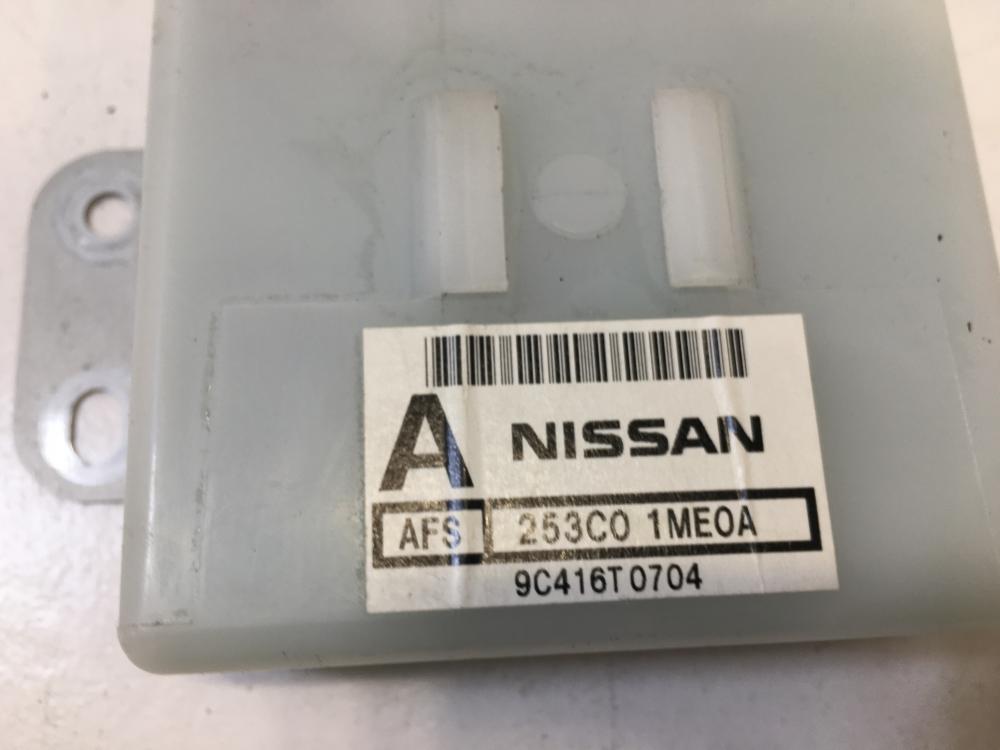 A NISSAN
AFS 253C0 1ME0A
9C416T0704